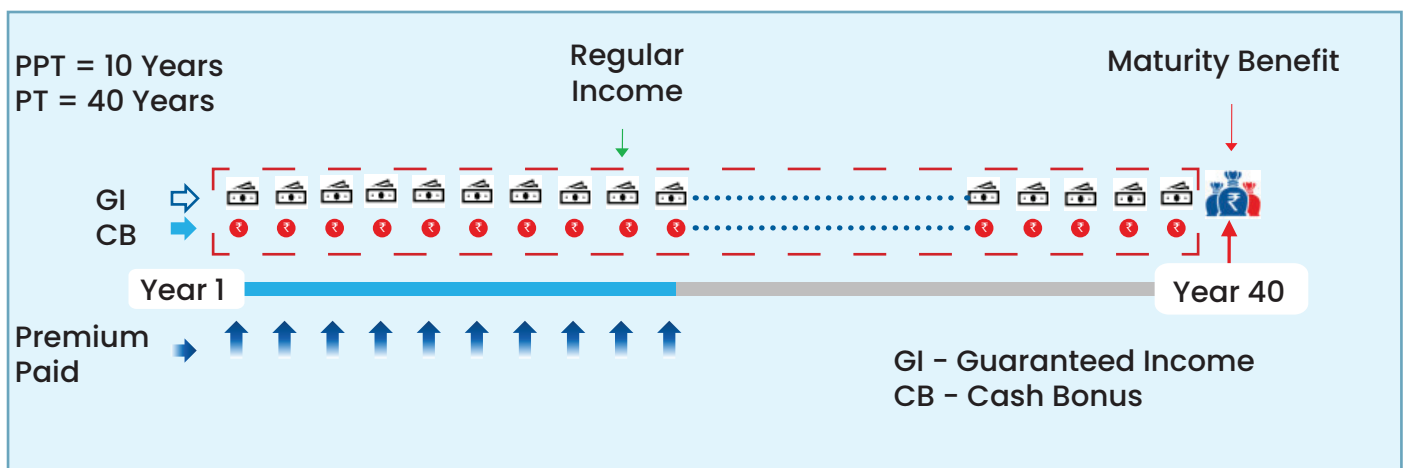 PPT = 10 Years
PT = 40 Years
Regular
Income
Maturity Benefit
GI
CB
Year 1
Year 40
Premium
Paid
GI - Guaranteed Income
CB - Cash Bonus